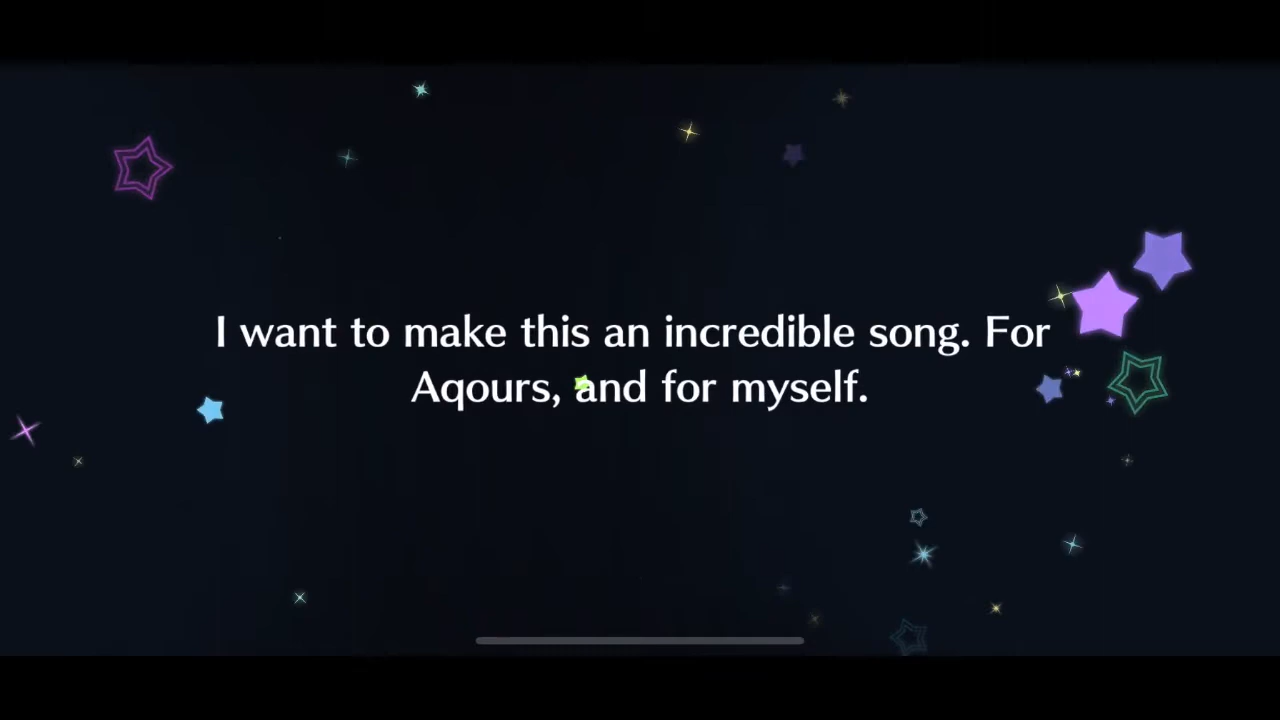 I want to make this an incredible song. For
Aqours, and for myself.